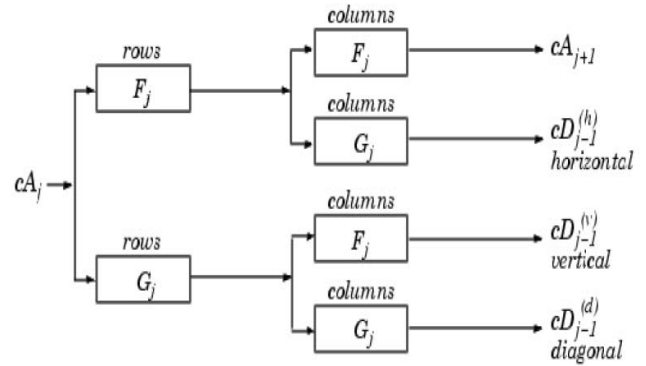 columns
F_j
cA_{j+1}
rows
F_j
columns
G_j
cD_{j-1}^{(h)}
horizontal
cA_j
columns
F_j
cD_{j-1}^{(v)}
vertical
rows
G_j
columns
G_j
cD_{j-1}^{(d)}
diagonal